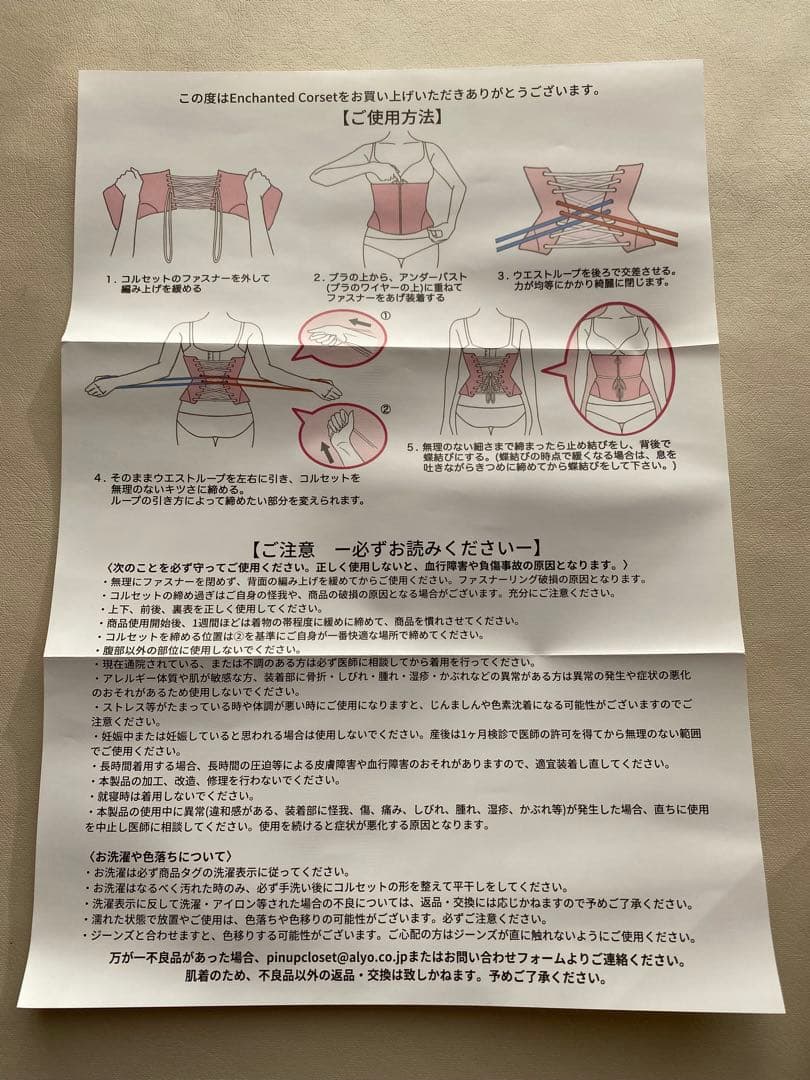 この度はEnchanted Corsetをお買い上げいただきありがとうございます。
【ご使用方法】
1．コルセットのファスナーを外して
編み上げを緩める
2．ブラの上から、アンダーバスト
(ブラのワイヤーの上)に重ねて
ファスナーをあげ装着する
3．ウエストループを後ろで交差させる。
力が均等にかかり綺麗に閉じます。
①
②
4．そのままウエストループを左右に引き、コルセットを
無理のないキツさに締める。
ループの引き方によって締めたい部分を変えられます。
5．無理のない細さまで締まったら止め結びをし、背後で
蝶結びにする。(蝶結びの時点で緩くなる場合は、息を
吐きながらきつめに締めてから蝶結びをして下さい。)
【ご注意　ー必ずお読みくださいー】
〈次のことを必ず守ってご使用ください。正しく使用しないと、血行障害や負傷事故の原因となります。〉
・無理にファスナーを閉めず、背面の編み上げを緩めてからご使用ください。ファスナーリング破損の原因となります。
・コルセットの締め過ぎはご自身の怪我や、商品の破損の原因となる場合がございます。充分にご注意ください。
・上下、前後、裏表を正しく使用してください。
・商品使用開始後、1週間ほどは着物の帯程度に緩めに締めて、商品を慣れさせてください。
・コルセットを締める位置は②を基準にご自身が一番快適な場所で締めてください。
・腹部以外の部位に使用しないでください。
・現在通院されている、または不調のある方は必ず医師に相談してから着用を行ってください。
・アレルギー体質や肌が敏感な方、装着部に骨折・しびれ・腫れ・湿疹・かぶれなどの異常がある方は異常の発生や症状の悪化
のおそれがあるため使用しないでください。
・ストレス等がたまっている時や体調が悪い時にご使用になりますと、じんましんや色素沈着になる可能性がございますのでご
注意ください。
・妊娠中または妊娠していると思われる場合は使用しないでください。産後は1ヶ月検診で医師の許可を得てから無理のない範囲
でご使用ください。
・長時間着用する場合、長時間の圧迫等による皮膚障害や血行障害のおそれがありますので、適宜装着し直してください。
・本製品の加工、改造、修理を行わないでください。
・就寝時は着用しないでください。
・本製品の使用中に異常(違和感がある、装着部に怪我、傷、痛み、しびれ、腫れ、湿疹、かぶれ等)が発生した場合、直ちに使用
を中止し医師に相談してください。使用を続けると症状が悪化する原因となります。
〈お洗濯や色落ちについて〉
・お洗濯は必ず商品タグの洗濯表示に従ってください。
・お洗濯はなるべく汚れた時のみ、必ず手洗い後にコルセットの形を整えて平干しをしてください。
・洗濯表示に反して洗濯・アイロン等された場合の不良については、返品・交換には応じかねますので予めご了承ください。
・濡れた状態で放置やご使用は、色落ちや色移りの可能性がございます。必ずご注意ください。
・ジーンズと合わせますと、色移りする可能性がございます。ご心配の方はジーンズが直に触れないようにご使用ください。
万が一不良品があった場合、pinupcloset@alyo.co.jpまたはお問い合わせフォームよりご連絡ください。
肌着のため、不良品以外の返品・交換は致しかねます。予めご了承ください。